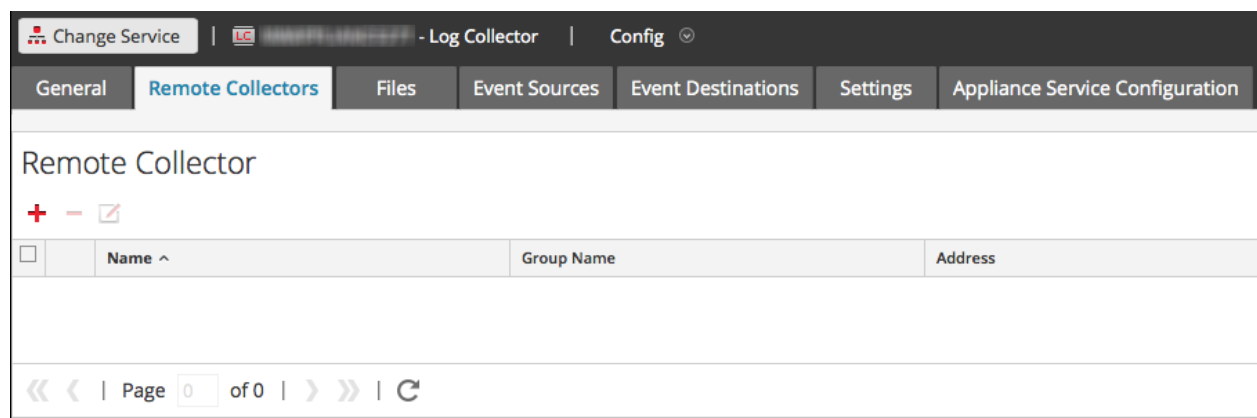 Change Service | LC - Log Collector | Config
General Remote Collectors Files Event Sources Event Destinations Settings Appliance Service Configuration
Remote Collector
Name Group Name Address
| Page 0 of 0 | |